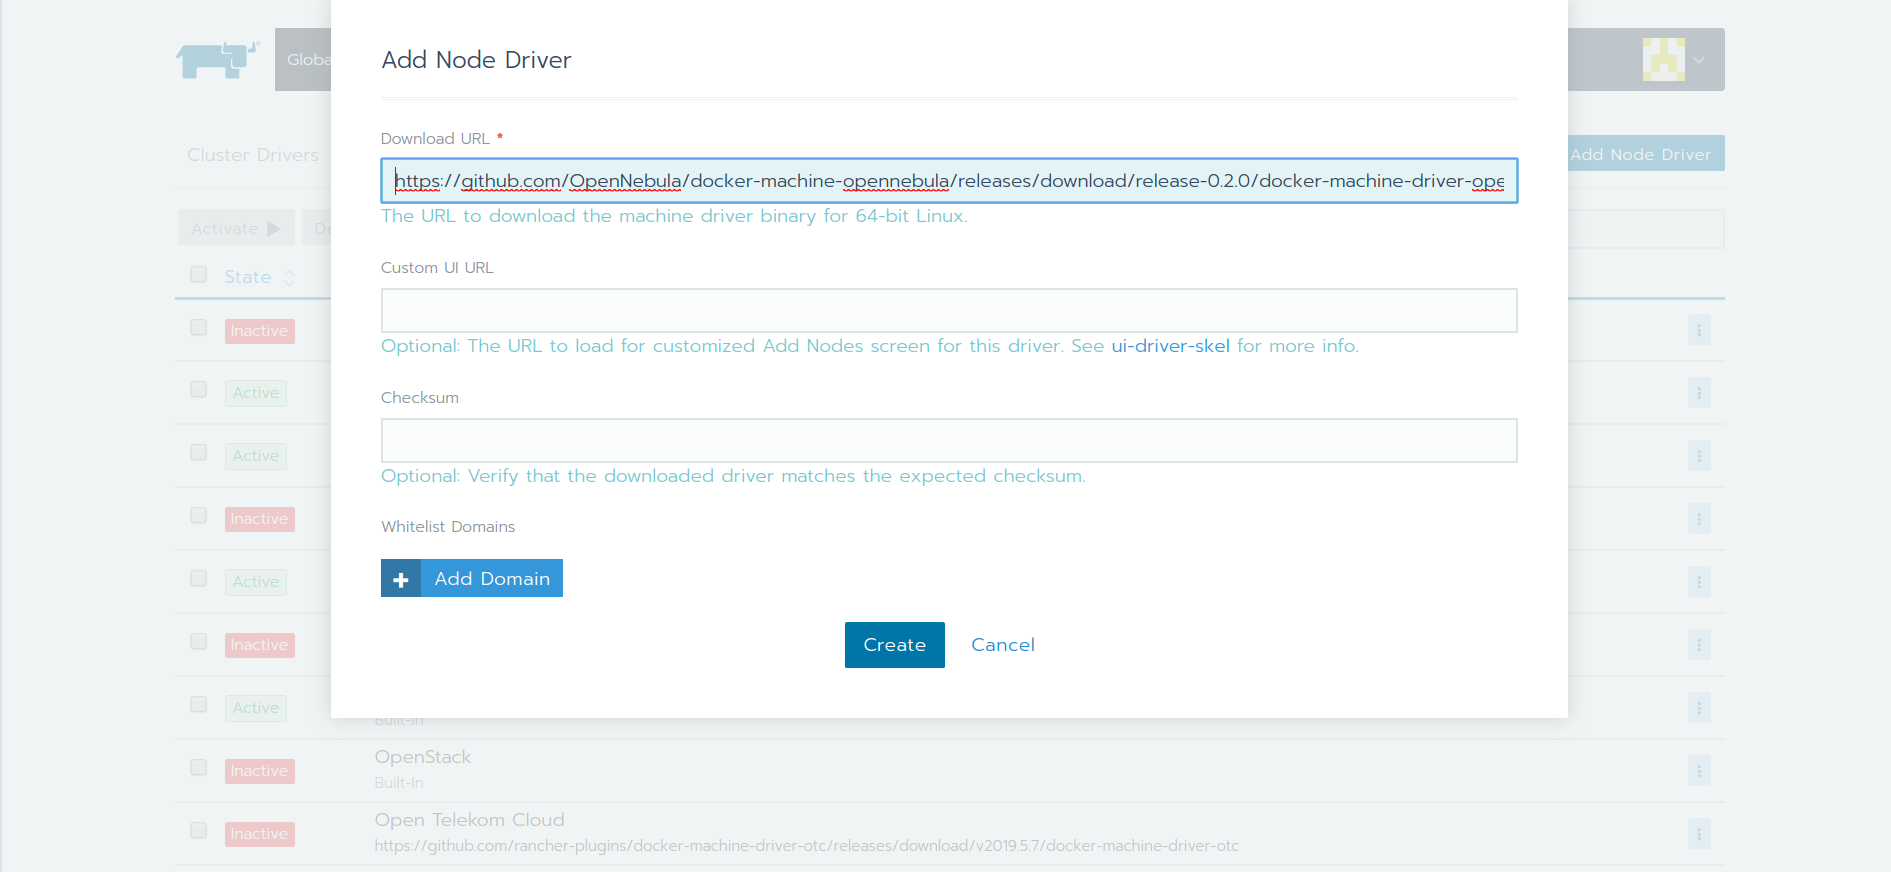 Globa
Add Node Driver
Download URL *
Cluster Drivers
Add Node Driver
https://github.com/OpenNebula/docker-machine-opennebula/releases/download/release-0.2.0/docker-machine-driver-ope
The URL to download the machine driver binary for 64-bit Linux.
Activate
Custom UI URL
State
Optional: The URL to load for customized Add Nodes screen for this driver. See ui-driver-skel for more info.
Inactive
Active
Checksum
Active
Optional: Verify that the downloaded driver matches the expected checksum.
Inactive
Whitelist Domains
Active
Add Domain
Inactive
Create Cancel
Active
Built-In
Inactive
OpenStack
Built-In
Inactive
Open Telekom Cloud
https://github.com/rancher-plugins/docker-machine-driver-otc/releases/download/v2019.5.7/docker-machine-driver-otc